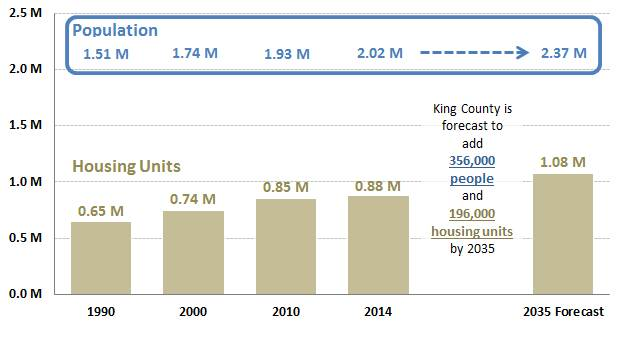 2.5 M
Population
1.51 M 1.74 M 1.93 M 2.02 M 2.37 M
2.0 M
King County is
forecast to
add
356,000
people
and
196,000
housing units
by 2035
1.5 M
Housing Units
1.0 M
0.65 M 0.74 M 0.85 M 0.88 M 1.08 M
0.5 M
0.0 M
1990 2000 2010 2014 2035 Forecast